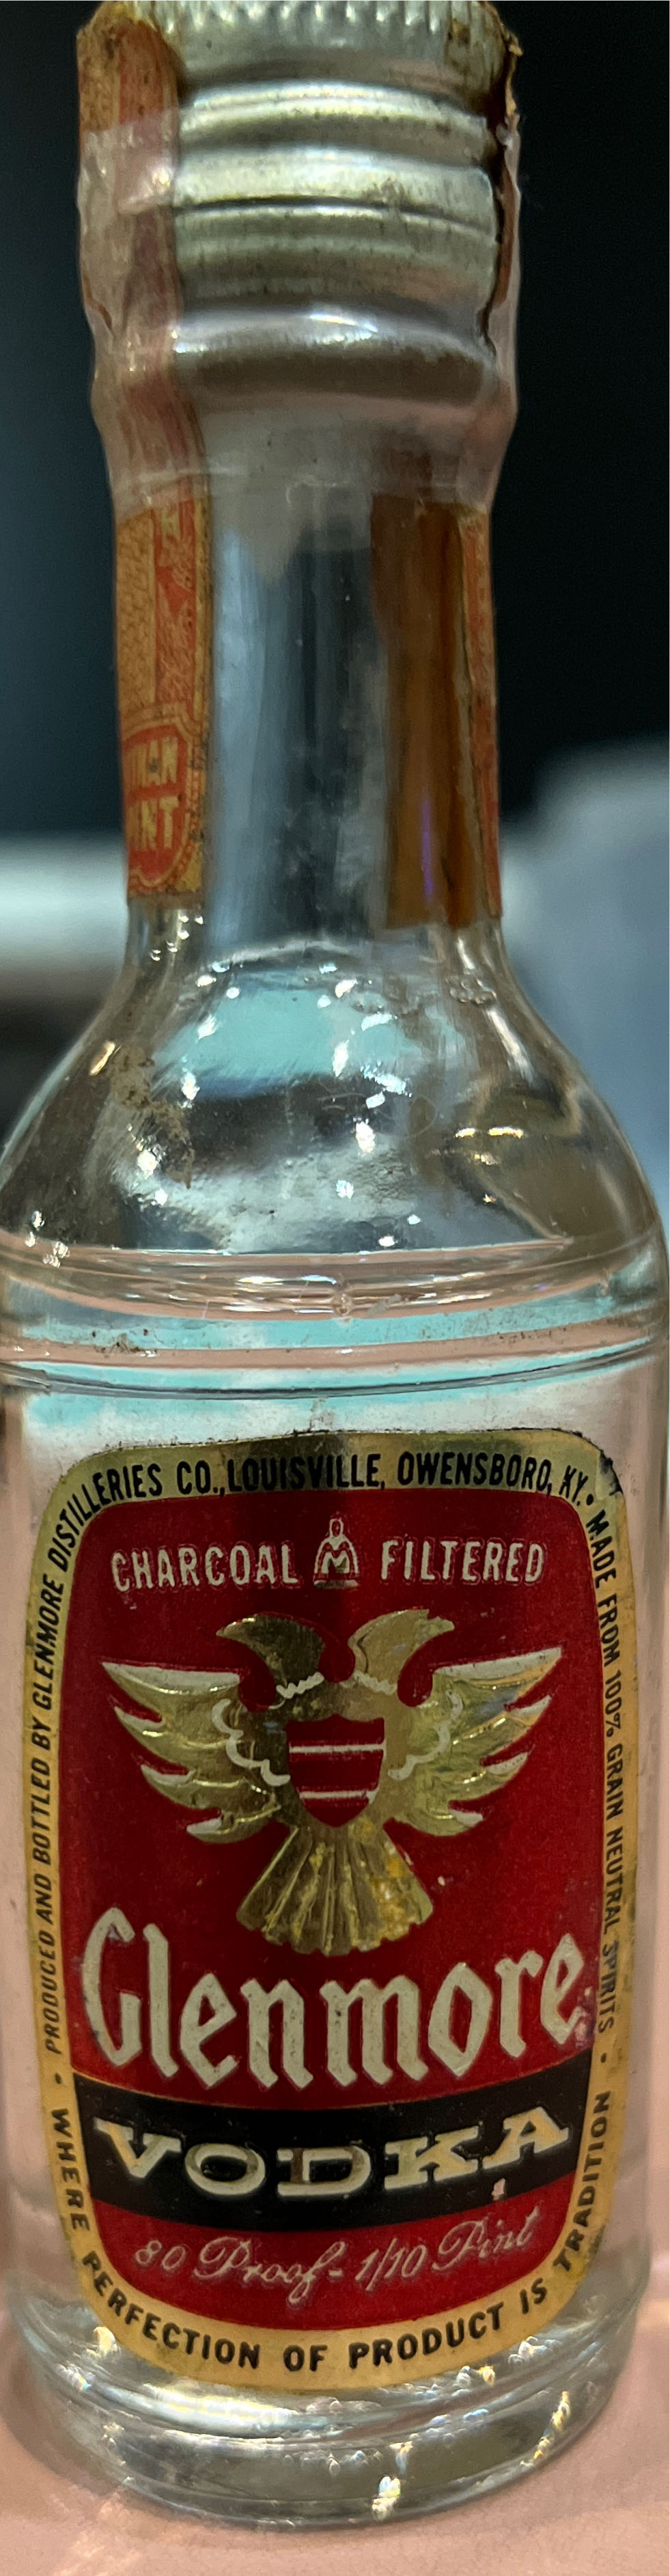 PRODUCED AND BOTTLED BY GLENMORE DISTILLERIES CO., LOUISVILLE, OWENSBORO, KY. • MADE FROM 100% GRAIN NEUTRAL SPIRITS •
CHARCOAL M FILTERED
Glenmore
VODKA
80 Proof - 1/10 Pint
• WHERE PERFECTION OF PRODUCT IS TRADITION